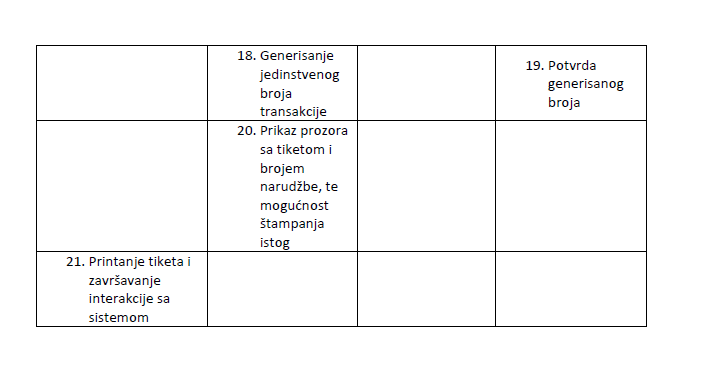 18. Generisanje
jedinstvenog
broja
transakcije
19. Potvrda
generisanog
broja
20. Prikaz prozora
sa tiketom i
brojem
narudžbe, te
mogućnost
štampanja
istog
21. Printanje tiketa i
završavanje
interakcije sa
sistemom